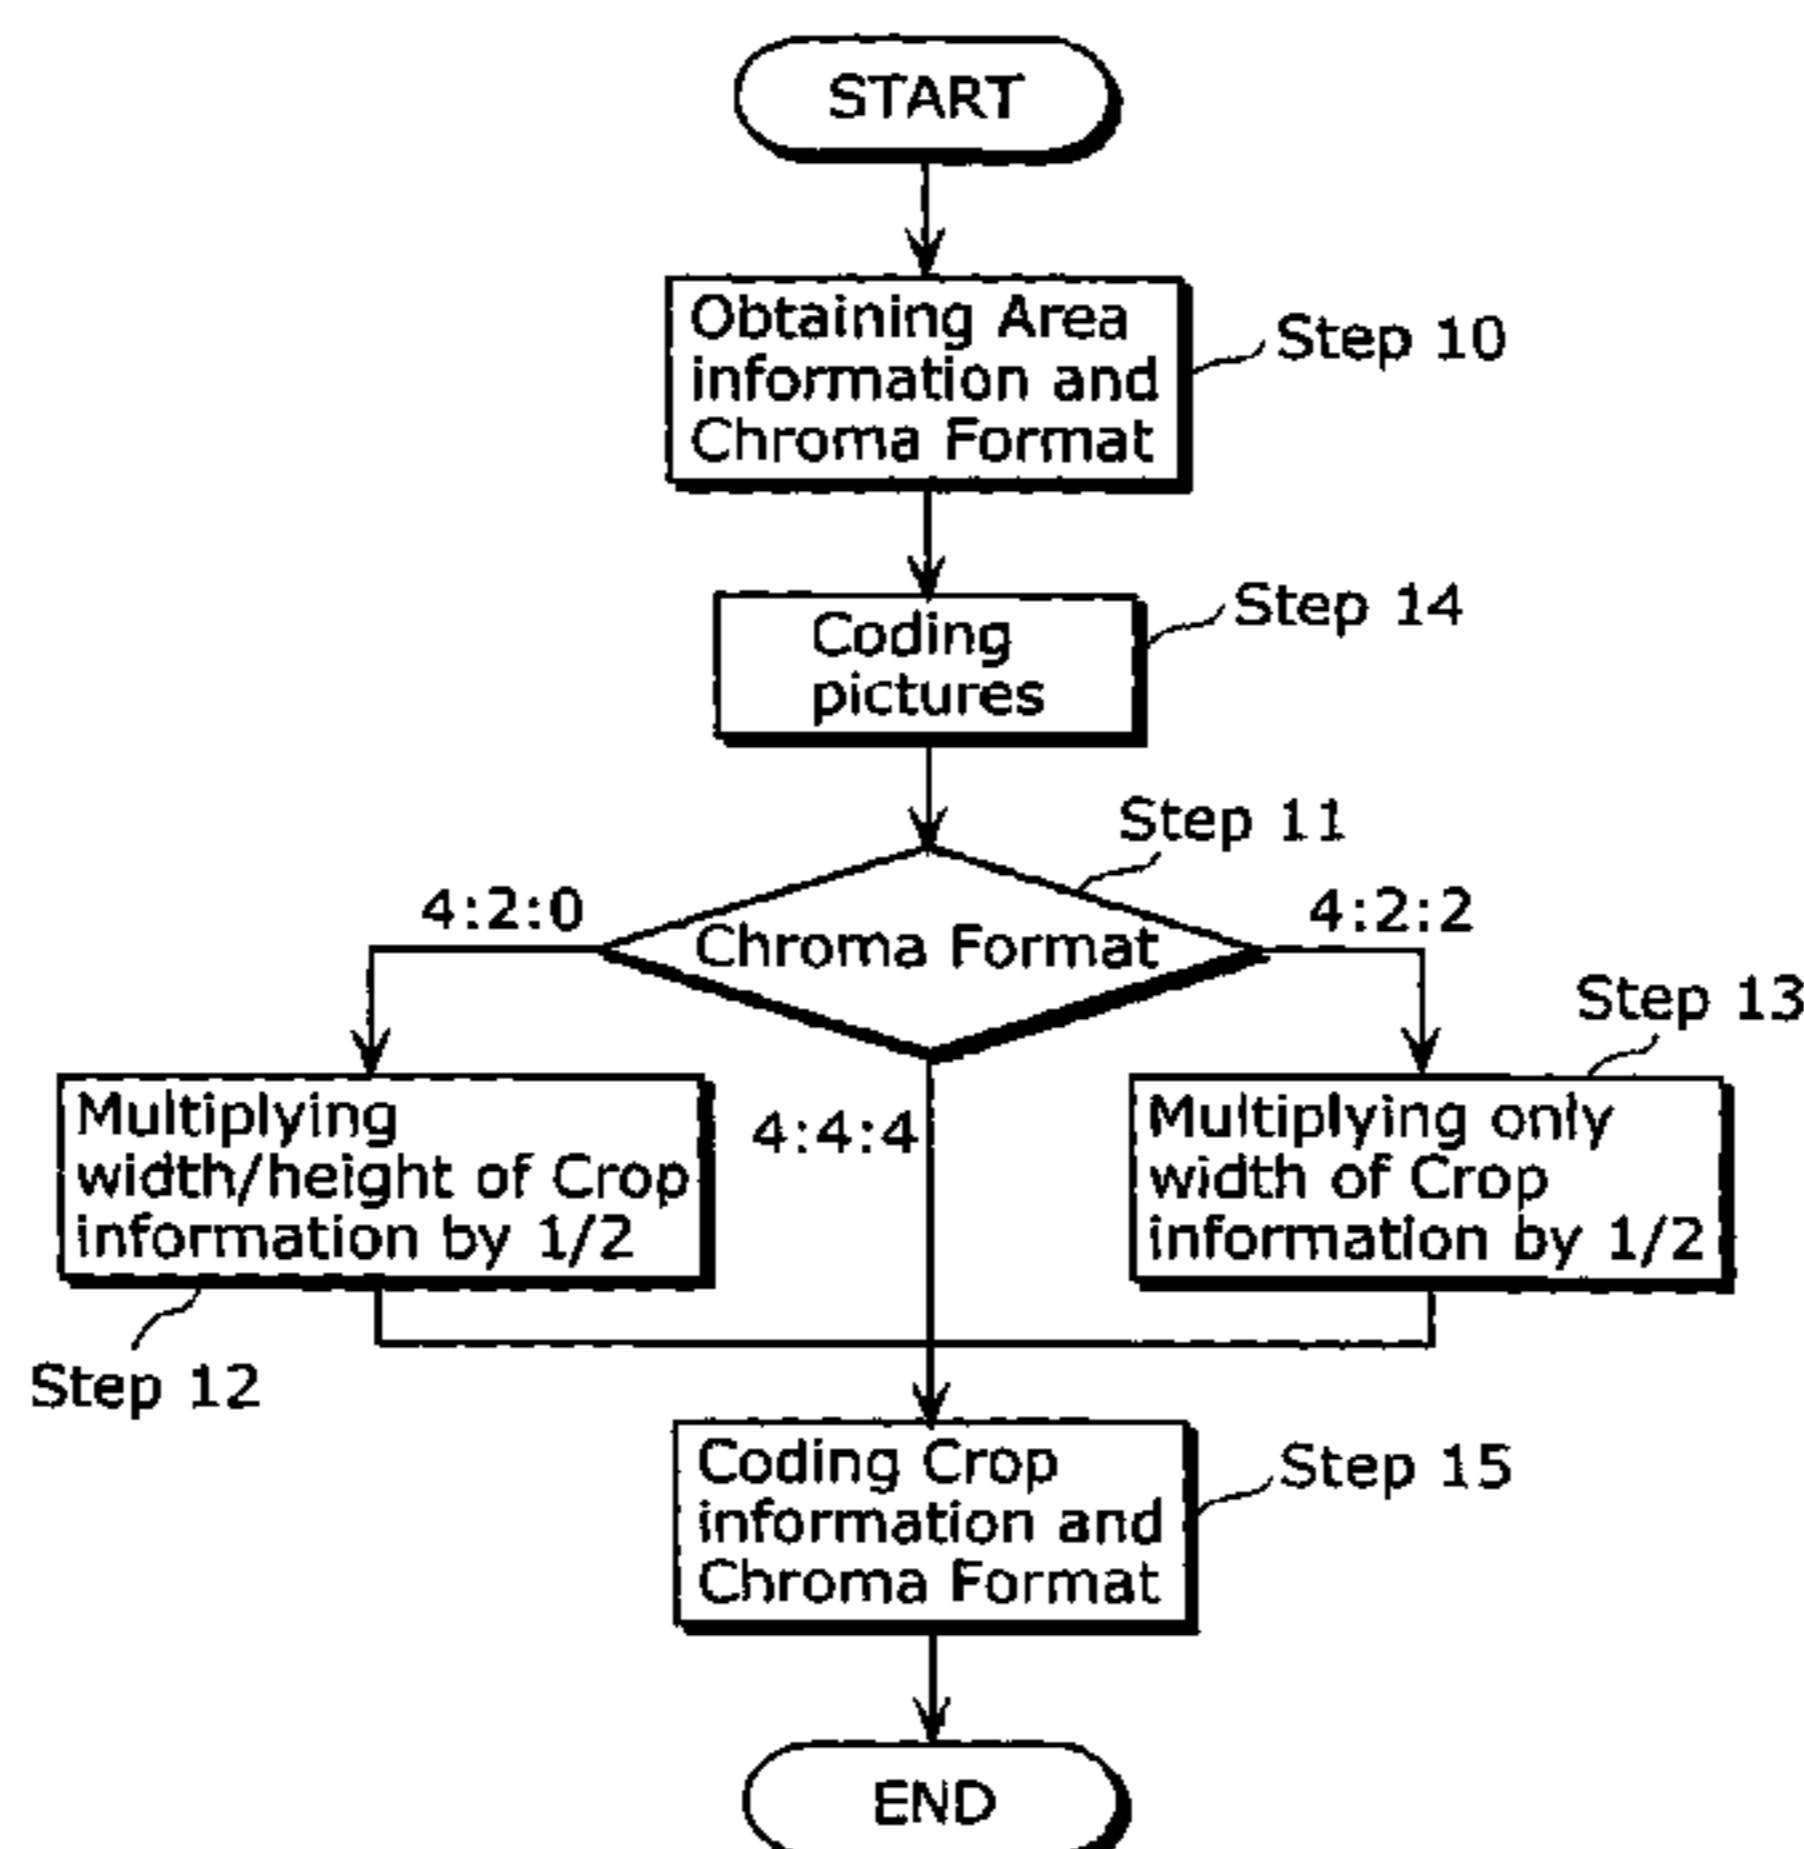 START
Obtaining Area
information and
Chroma Format
Step 10
Coding
pictures
Step 14
Step 11
4:2:0
Chroma Format
4:2:2
Step 13
Multiplying
width/height of Crop
information by 1/2
4:4:4
Multiplying only
width of Crop
information by 1/2
Step 12
Coding Crop
information and
Chroma Format
Step 15
END